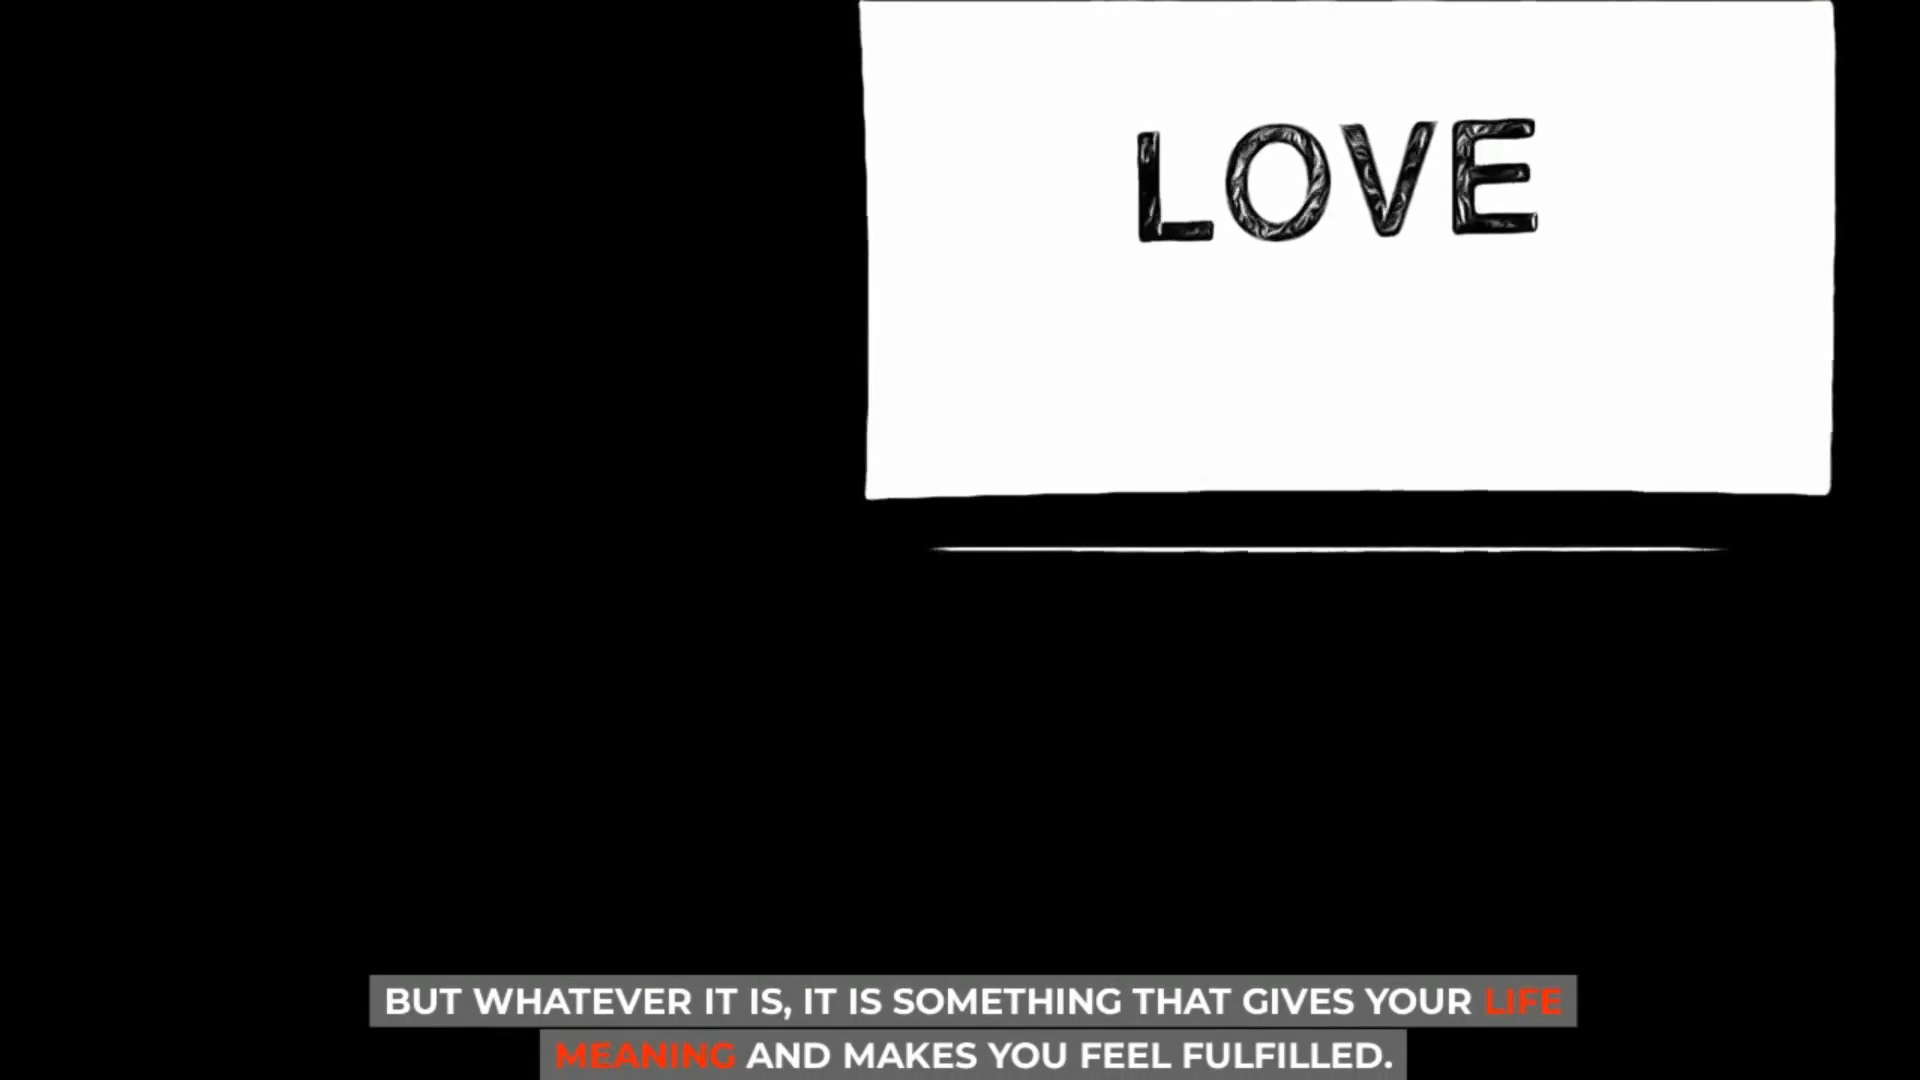 LOVE
BUT WHATEVER IT IS, IT IS SOMETHING THAT GIVES YOUR LIFE
MEANING AND MAKES YOU FEEL FULFILLED.